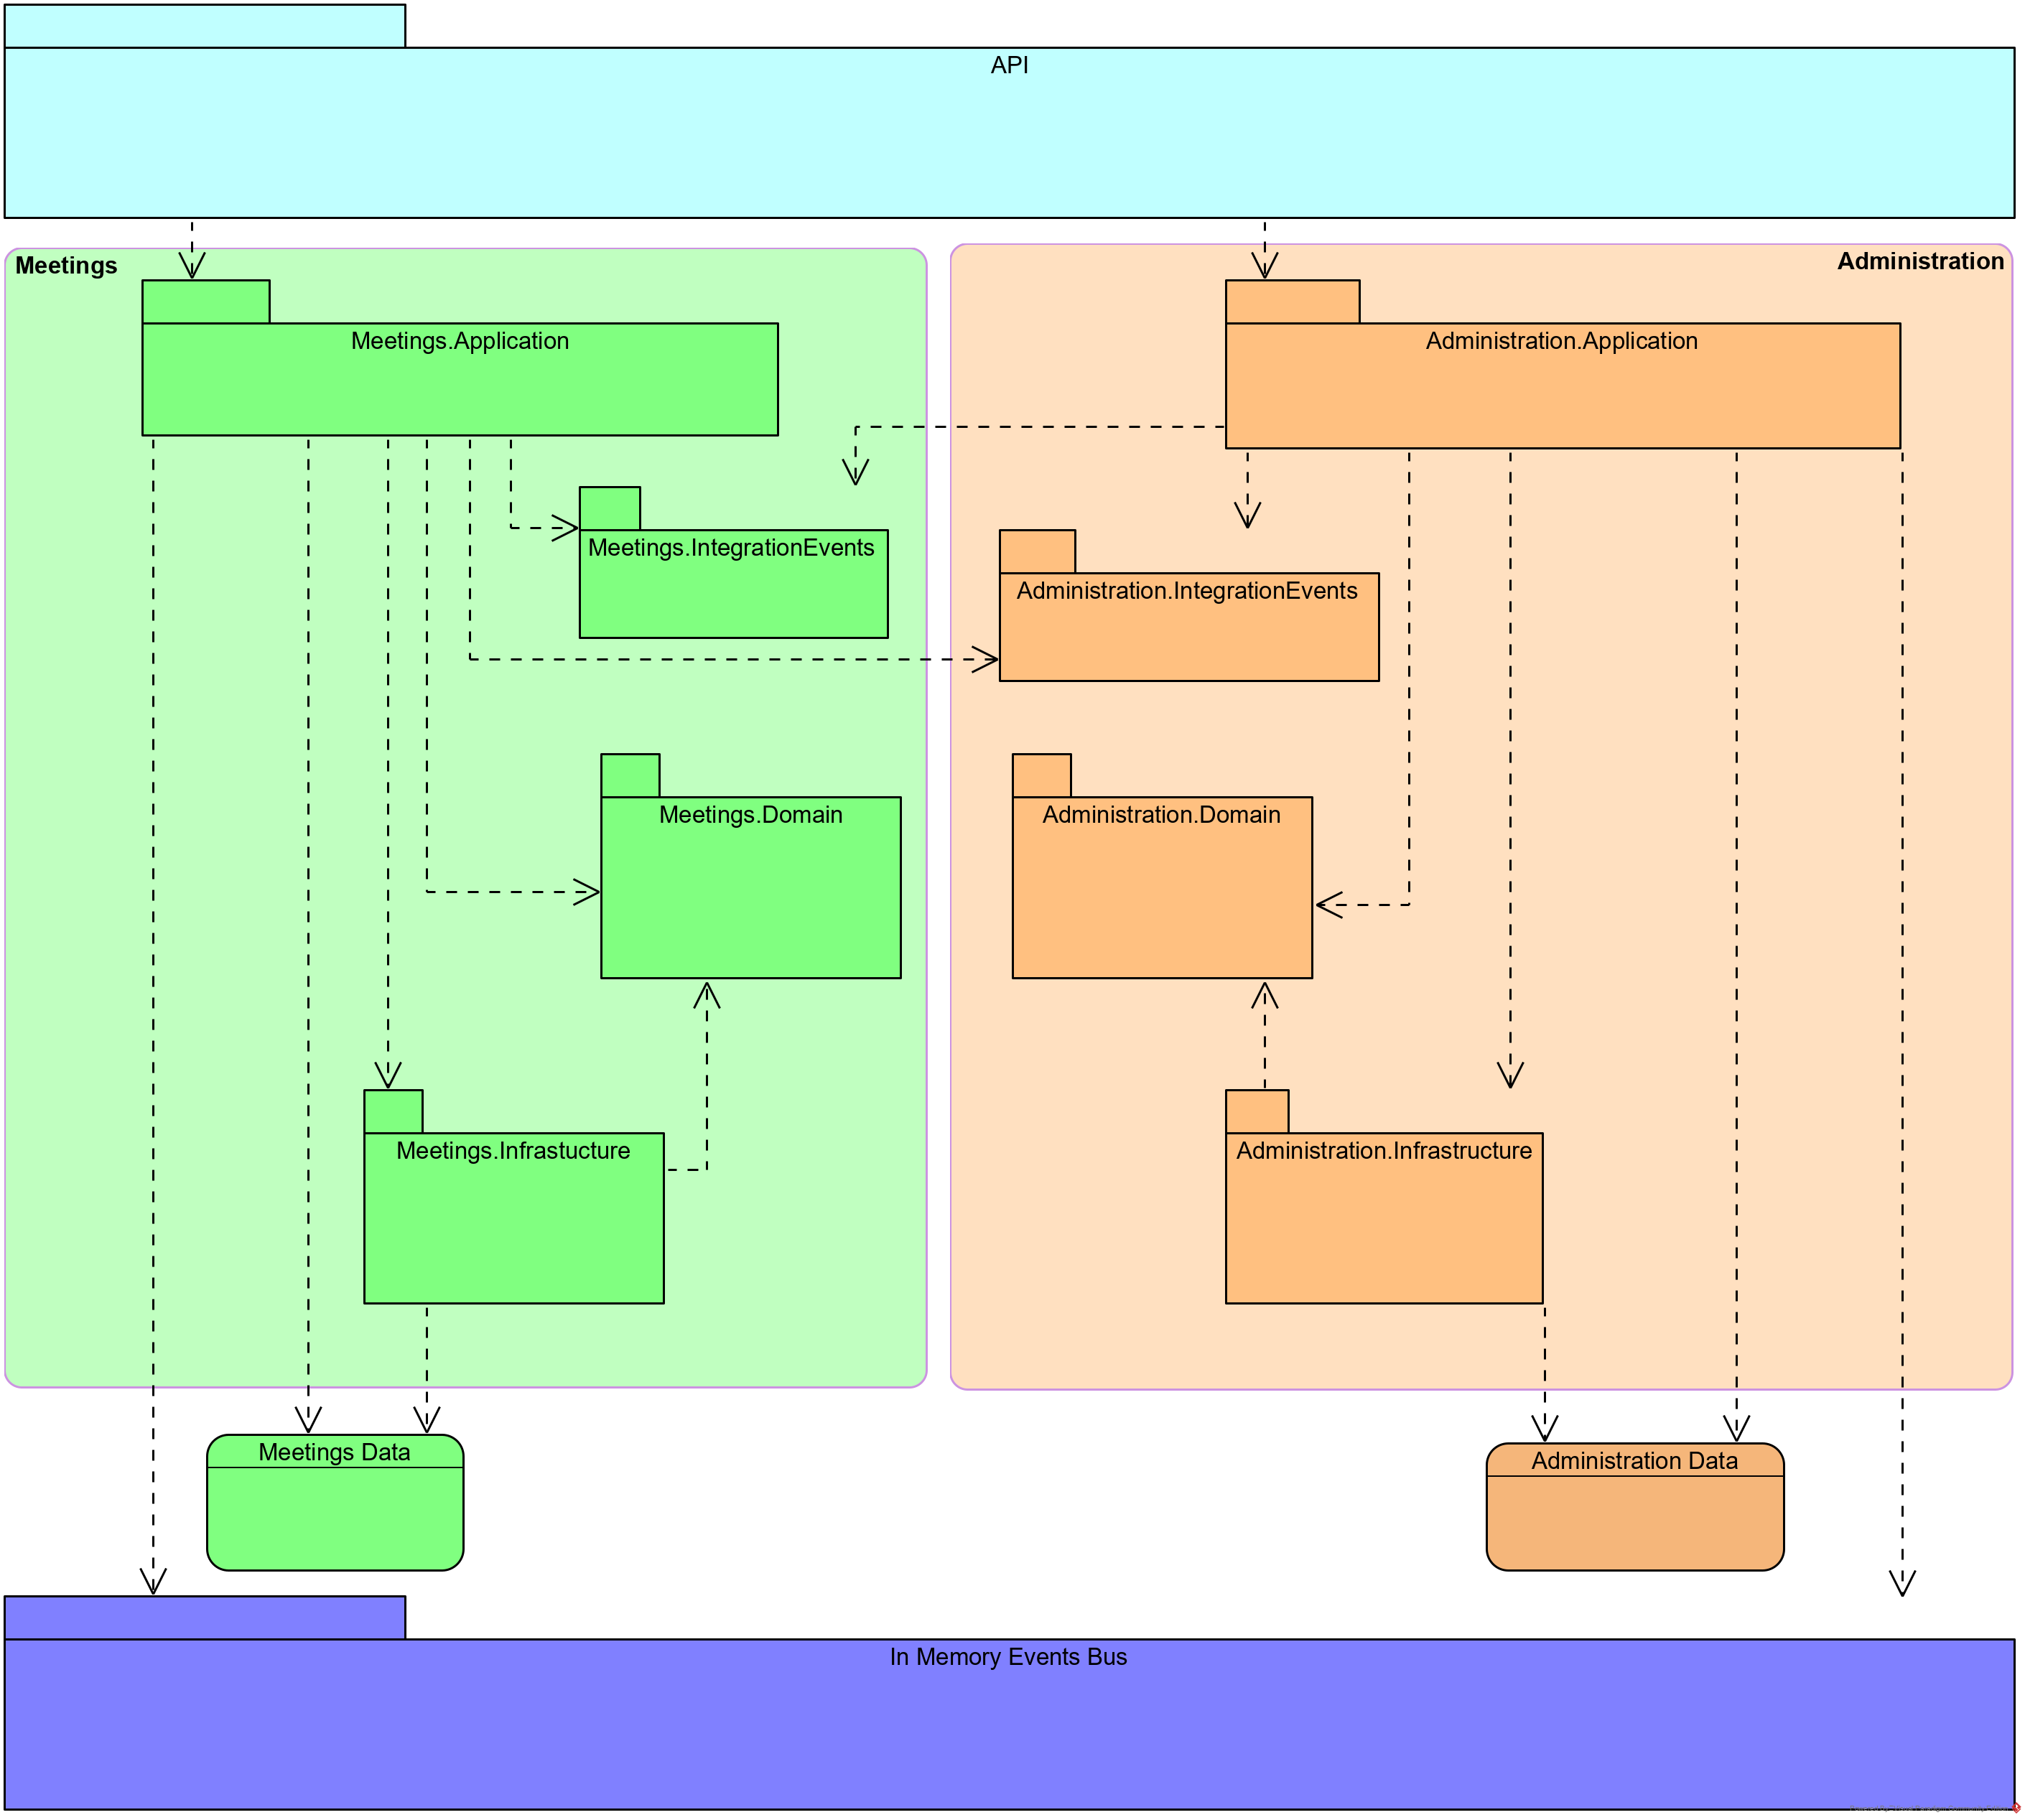 API
Meetings
Administration
Meetings.Application
Administration.Application
Meetings.IntegrationEvents
Administration.IntegrationEvents
Meetings.Domain
Administration.Domain
Meetings.Infrastucture
Administration.Infrastructure
Meetings Data
Administration Data
In Memory Events Bus